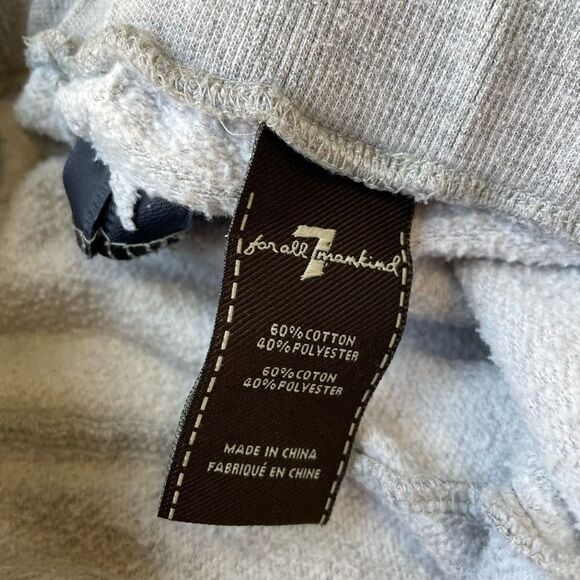 7
for all mankind
60% COTTON
40% POLYESTER
60% COTON
40% POLYESTER
MADE IN CHINA
FABRIQUÉ EN CHINE